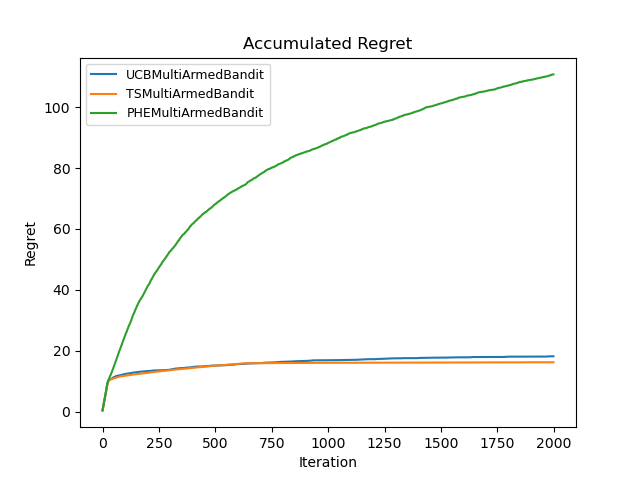 Accumulated Regret
UCBMultiArmedBandit
TSMultiArmedBandit
PHEMultiArmedBandit
100
80
60
40
20
0
Regret
0 250 500 750 1000 1250 1500 1750 2000
Iteration